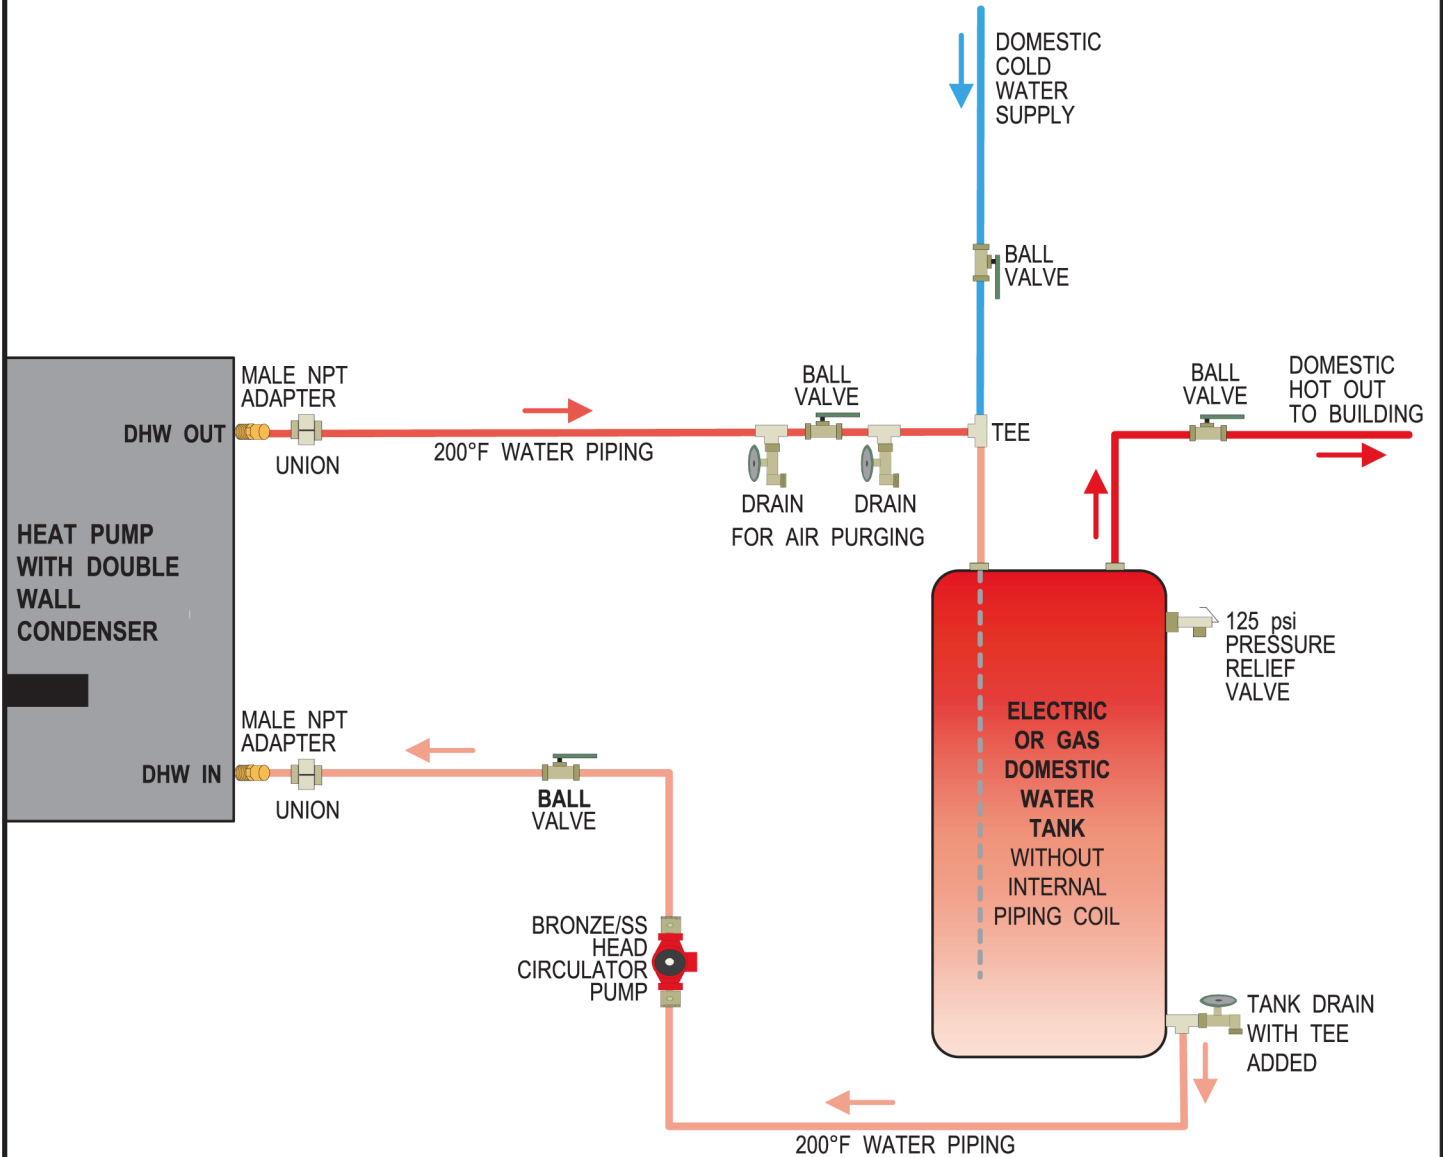 DOMESTIC
COLD
WATER
SUPPLY
BALL
VALVE
MALE NPT
ADAPTER
DHW OUT
UNION
200°F WATER PIPING
BALL
VALVE
DRAIN
DRAIN
FOR AIR PURGING
TEE
BALL
VALVE
DOMESTIC
HOT OUT
TO BUILDING
HEAT PUMP
WITH DOUBLE
WALL
CONDENSER
125 psi
PRESSURE
RELIEF
VALVE
MALE NPT
ADAPTER
DHW IN
UNION
BALL
VALVE
ELECTRIC
OR GAS
DOMESTIC
WATER
TANK
WITHOUT
INTERNAL
PIPING COIL
BRONZE/SS
HEAD
CIRCULATOR
PUMP
TANK DRAIN
WITH TEE
ADDED
200°F WATER PIPING